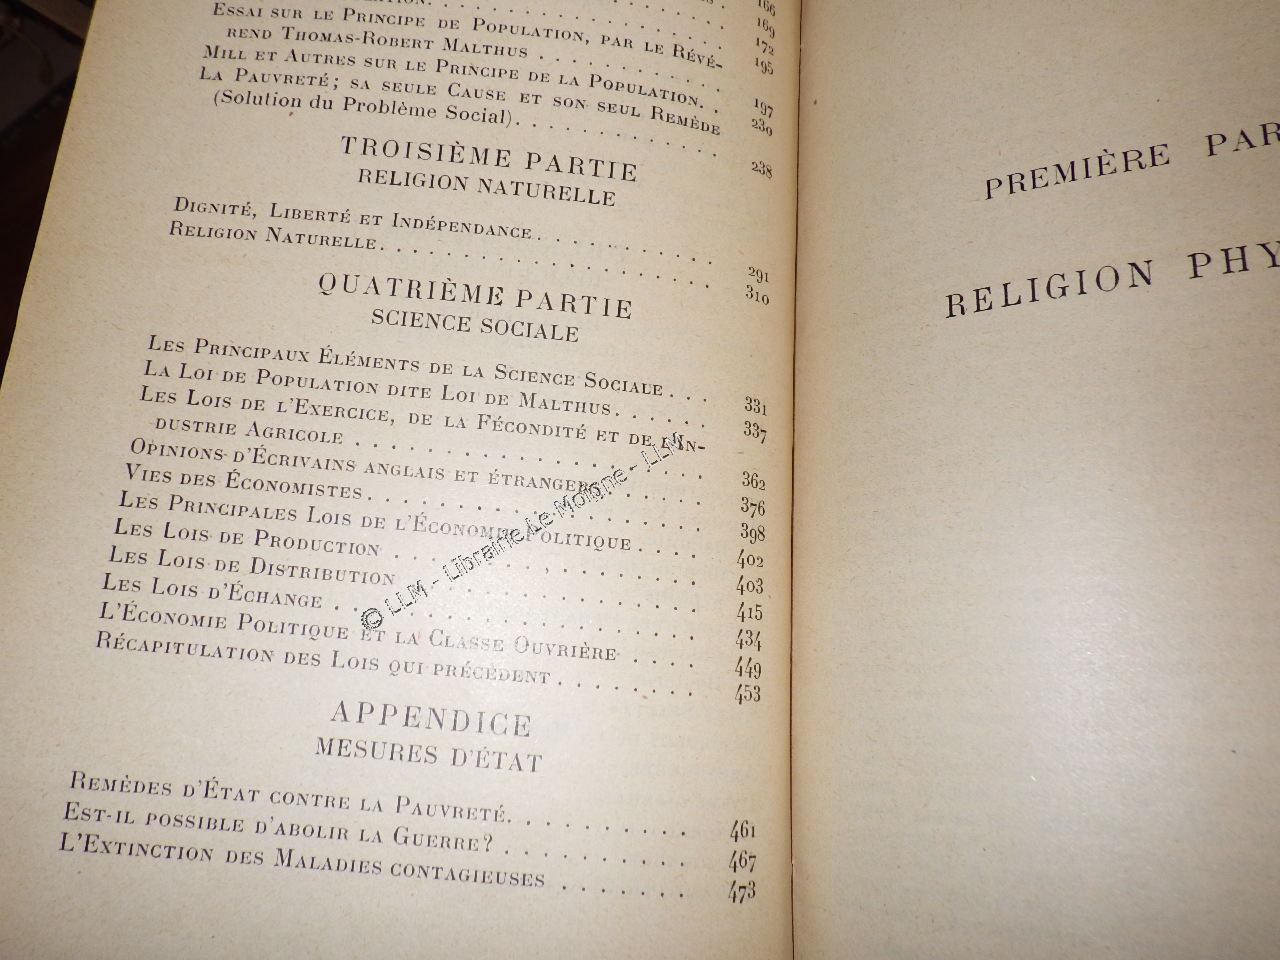 166
169
Essai sur le Principe de Population, par le Révé-
rend Thomas-Robert Malthus . . . . . . . . . . 172
195
Mill et Autres sur le Principe de la Population. . 197
La Pauvreté; sa seule Cause et son seul Remède 230
(Solution du Problème Social). . . . . . . . . . . . 238
TROISIÈME PARTIE
RELIGION NATURELLE
Dignité, Liberté et Indépendance. . . . . . . . . . 291
Religion Naturelle. . . . . . . . . . . . . . . . . 310
QUATRIÈME PARTIE
SCIENCE SOCIALE
Les Principaux Éléments de la Science Sociale . . . 331
La Loi de Population dite Loi de Malthus. . . . . . 337
Les Lois de l'Exercice, de la Fécondité et de l'In-
dustrie Agricole . . . . . . . . . . . . . . . . . 362
Opinions d'Écrivains anglais et étrangers . . . . . 376
Vies des Économistes. . . . . . . . . . . . . . . . 398
Les Principales Lois de l'Économie Politique . . . . 402
Les Lois de Production . . . . . . . . . . . . . . 403
Les Lois de Distribution . . . . . . . . . . . . . 415
Les Lois d'Échange . . . . . . . . . . . . . . . . 434
L'Économie Politique et la Classe Ouvrière . . . . 449
Récapitulation des Lois qui précèdent . . . . . . . 453
APPENDICE
MESURES D'ÉTAT
Remèdes d'État contre la Pauvreté. . . . . . . . . 461
Est-il possible d'abolir la Guerre? . . . . . . . . 467
L'Extinction des Maladies contagieuses . . . . . . 473
© LLM - Librairie Le Moigne - LLM
PREMIÈRE PAR
RELIGION PHY